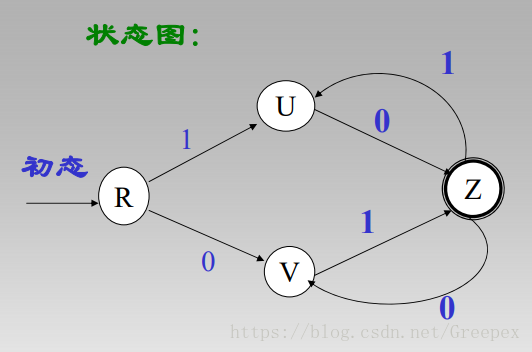 状态图:
1
U
0
1
初态
R
Z
0
V
1
0
https://blog.csdn.net/Greepex